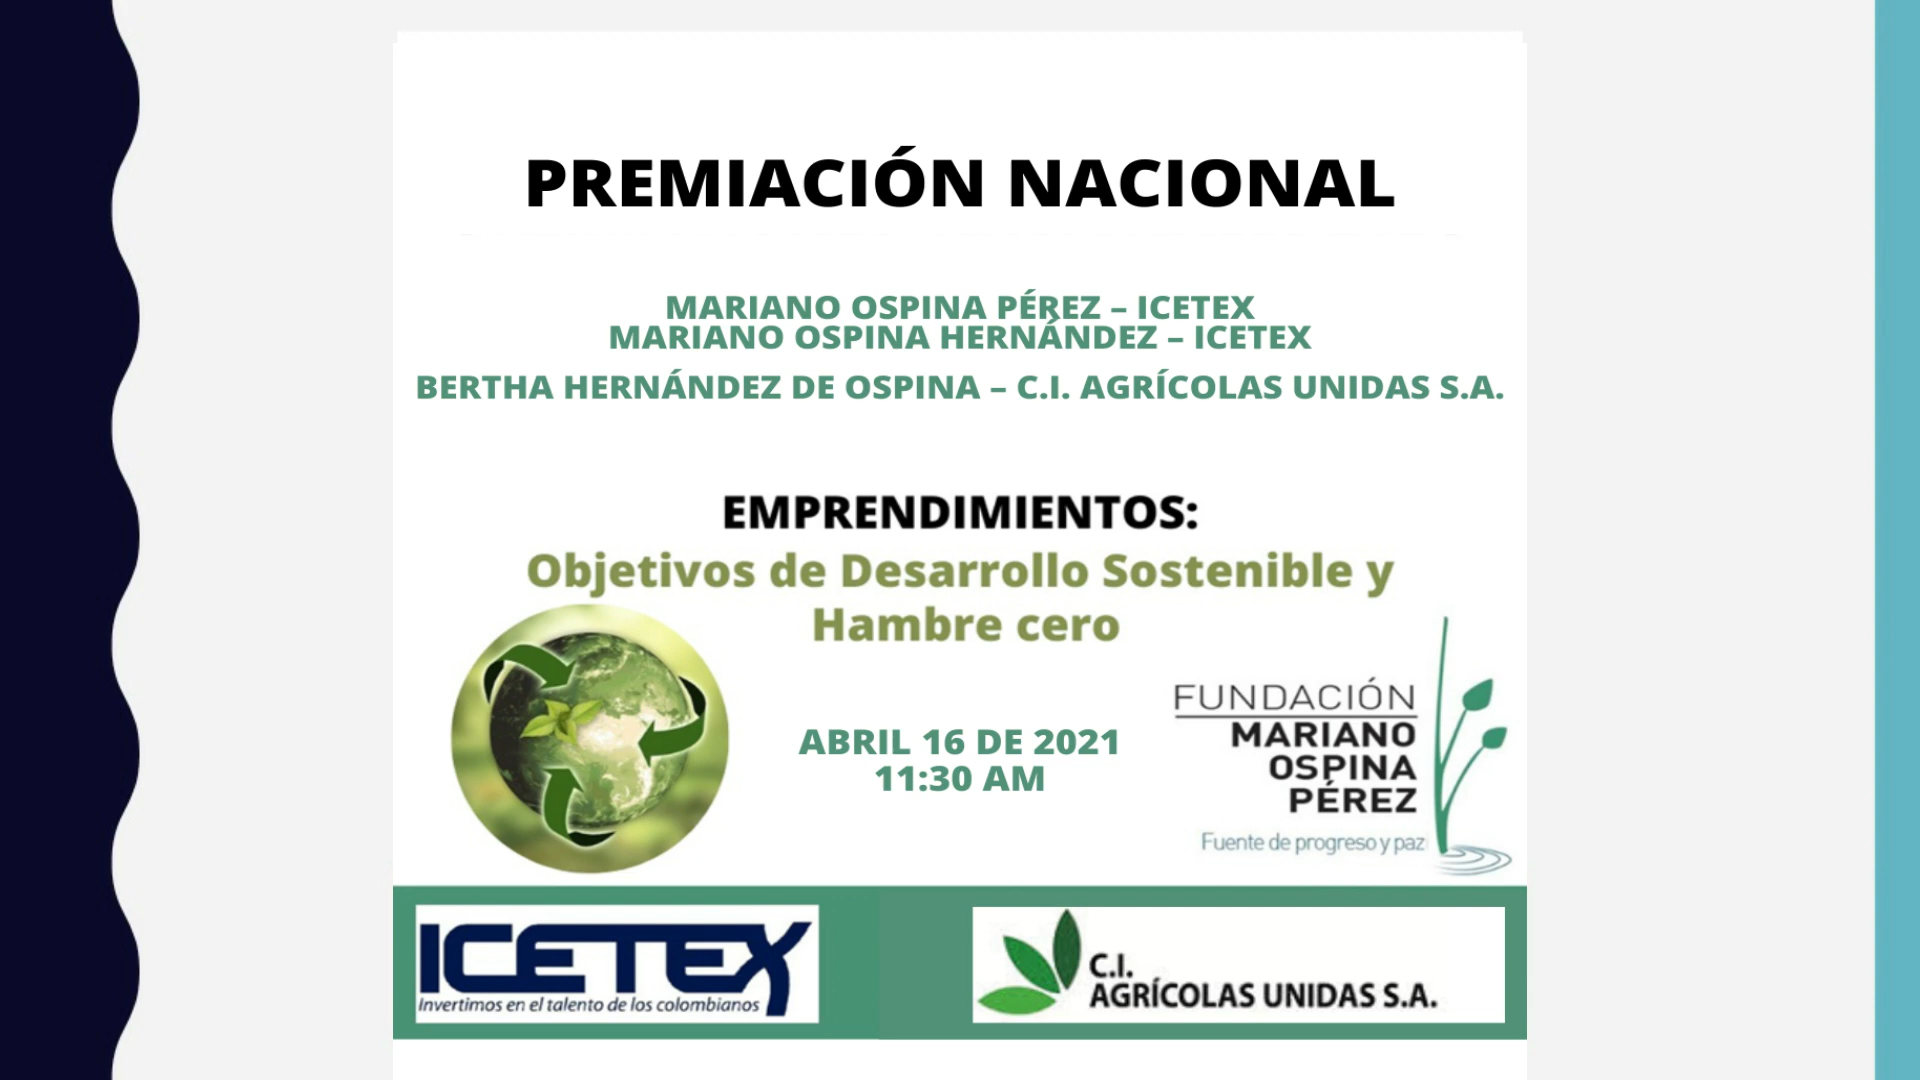 PREMIACIÓN NACIONAL
MARIANO OSPINA PÉREZ – ICETEX
MARIANO OSPINA HERNÁNDEZ – ICETEX
BERTHA HERNÁNDEZ DE OSPINA – C.I. AGRÍCOLAS UNIDAS S.A.
EMPRENDIMIENTOS:
Objetivos de Desarrollo Sostenible y
Hambre cero
ABRIL 16 DE 2021
11:30 AM
FUNDACIÓN
MARIANO
OSPINA
PÉREZ
Fuente de progreso y paz
ICETEX
Invertimos en el talento de los colombianos
C.I.
AGRÍCOLAS UNIDAS S.A.